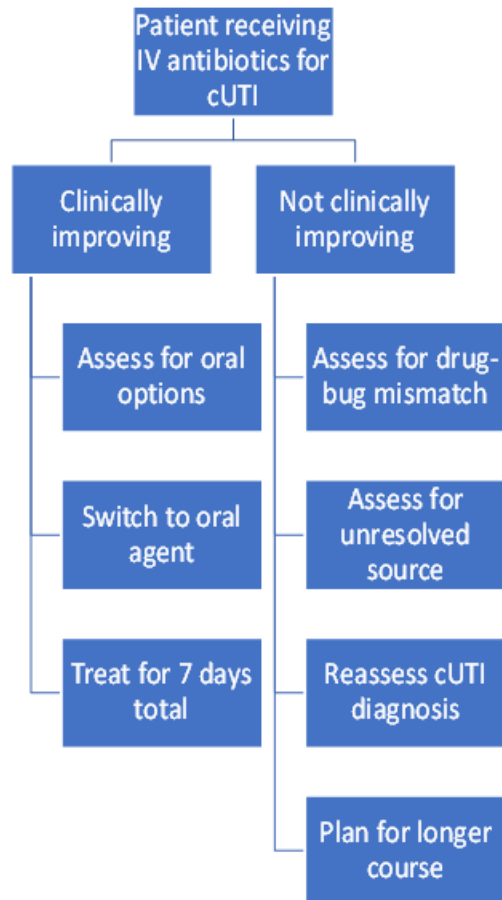 Patient receiving
IV antibiotics for
cUTI
Clinically
improving
Not clinically
improving
Assess for oral
options
Switch to oral
agent
Treat for 7 days
total
Assess for drug-
bug mismatch
Assess for
unresolved
source
Reassess cUTI
diagnosis
Plan for longer
course